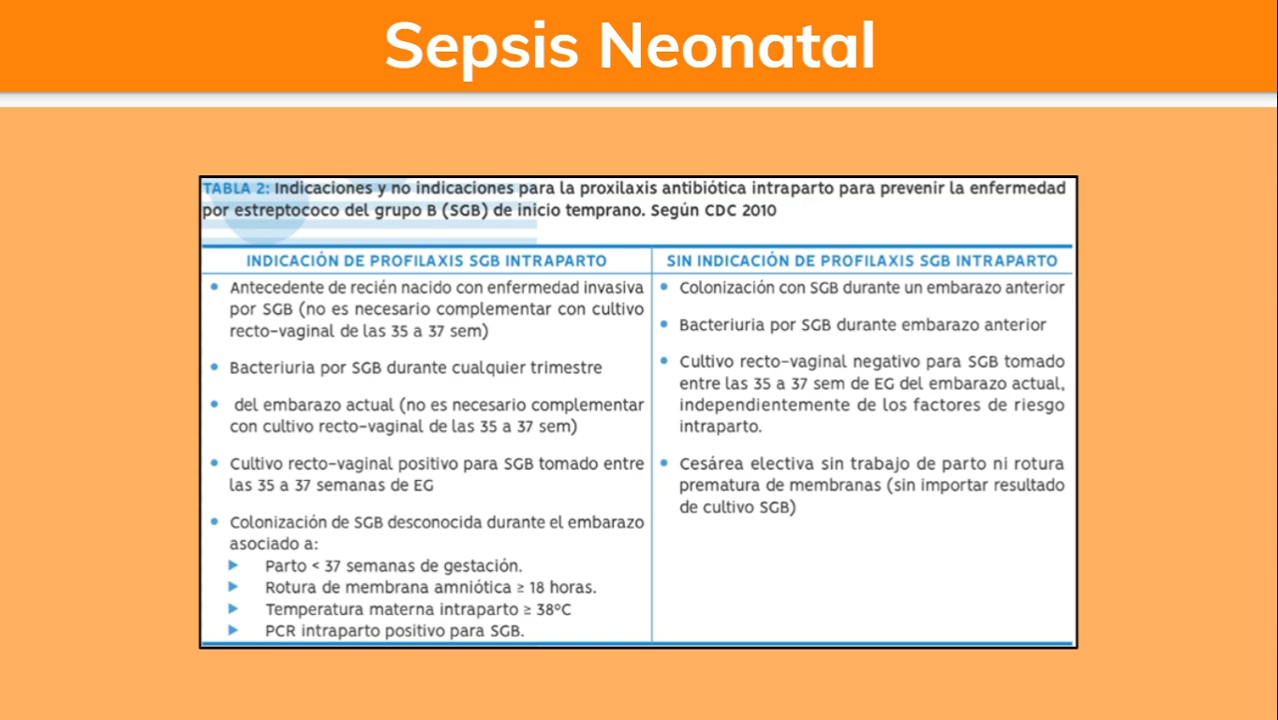 Sepsis Neonatal
TABLA 2: Indicaciones y no indicaciones para la proxilaxis antibiótica intraparto para prevenir la enfermedad
por estreptococo del grupo B (SGB) de inicio temprano. Según CDC 2010
INDICACIÓN DE PROFILAXIS SGB INTRAPARTO
• Antecedente de recién nacido con enfermedad invasiva
por SGB (no es necesario complementar con cultivo
recto-vaginal de las 35 a 37 sem)
• Bacteriuria por SGB durante cualquier trimestre
• del embarazo actual (no es necesario complementar
con cultivo recto-vaginal de las 35 a 37 sem)
• Cultivo recto-vaginal positivo para SGB tomado entre
las 35 a 37 semanas de EG
• Colonización de SGB desconocida durante el embarazo
asociado a:
▶ Parto < 37 semanas de gestación.
▶ Rotura de membrana amniótica ≥ 18 horas.
▶ Temperatura materna intraparto ≥ 38ºC
▶ PCR intraparto positivo para SGB.
SIN INDICACIÓN DE PROFILAXIS SGB INTRAPARTO
• Colonización con SGB durante un embarazo anterior
• Bacteriuria por SGB durante embarazo anterior
• Cultivo recto-vaginal negativo para SGB tomado
entre las 35 a 37 sem de EG del embarazo actual,
independientemente de los factores de riesgo
intraparto.
• Cesárea electiva sin trabajo de parto ni rotura
prematura de membranas (sin importar resultado
de cultivo SGB)